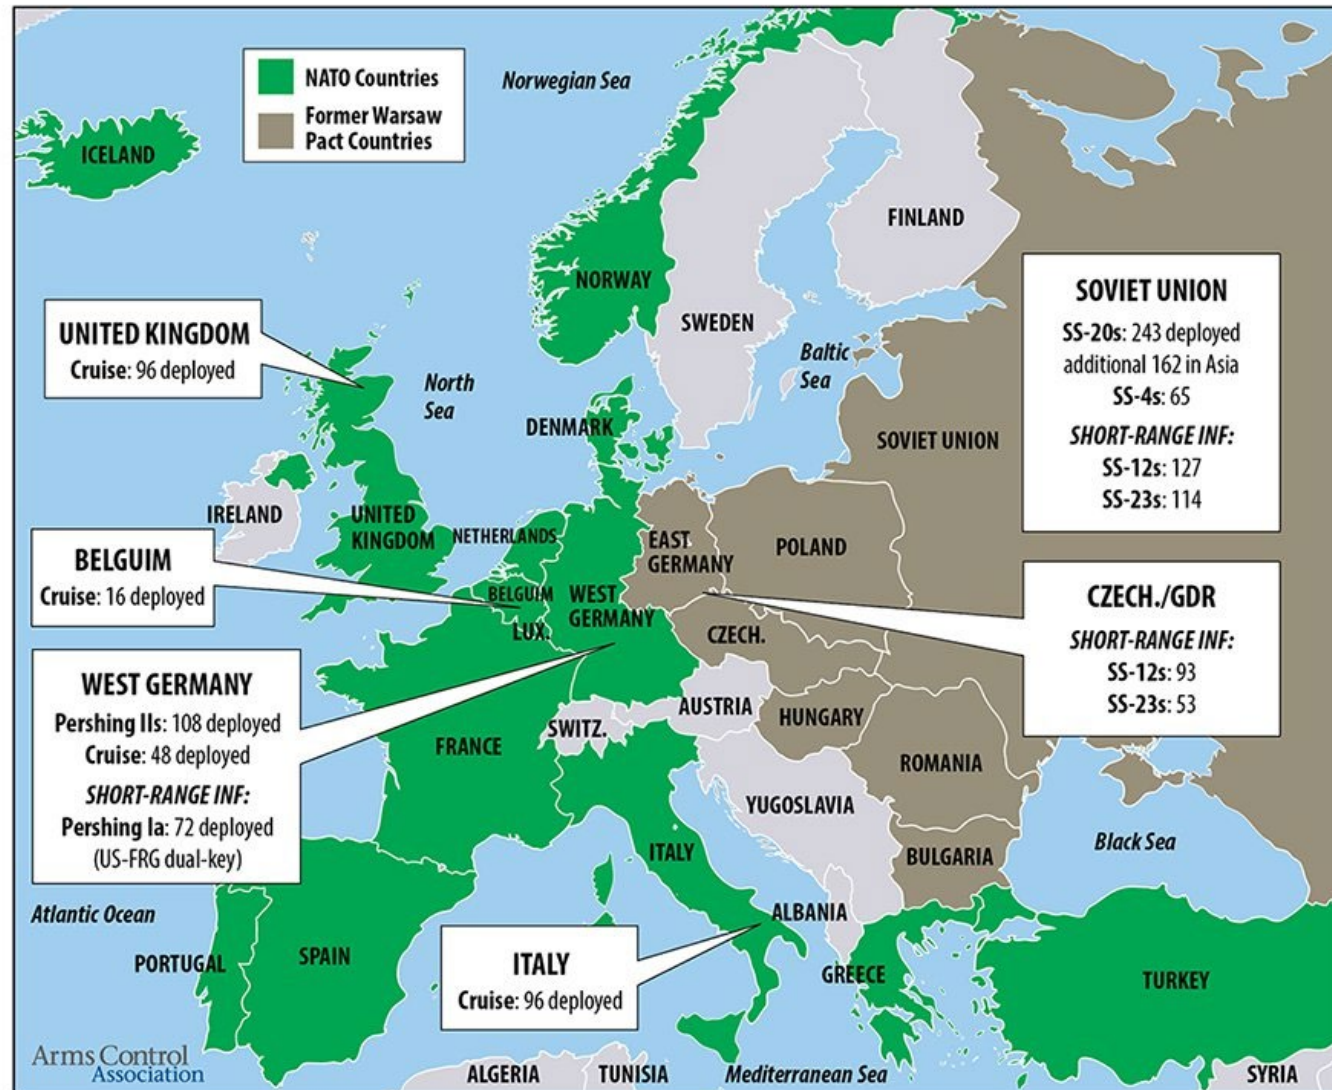 NATO Countries
Former Warsaw
Pact Countries
Norwegian Sea
ICELAND
FINLAND
NORWAY
SWEDEN
UNITED KINGDOM
Cruise: 96 deployed
North
Sea
Baltic
Sea
SOVIET UNION
SS-20s: 243 deployed
additional 162 in Asia
SS-4s: 65
SHORT-RANGE INF:
SS-12s: 127
SS-23s: 114
DENMARK
SOVIET UNION
IRELAND
UNITED
KINGDOM
NETHERLANDS
EAST
GERMANY
POLAND
BELGUIM
Cruise: 16 deployed
BELGUIM
WEST
GERMANY
LUX.
CZECH.
CZECH./GDR
SHORT-RANGE INF:
SS-12s: 93
SS-23s: 53
WEST GERMANY
Pershing IIs: 108 deployed
Cruise: 48 deployed
SHORT-RANGE INF:
Pershing Ia: 72 deployed
(US-FRG dual-key)
FRANCE
SWITZ.
AUSTRIA
HUNGARY
ROMANIA
YUGOSLAVIA
ITALY
BULGARIA
Black Sea
Atlantic Ocean
PORTUGAL
SPAIN
ITALY
Cruise: 96 deployed
ALBANIA
GREECE
TURKEY
Arms Control
Association
ALGERIA
TUNISIA
Mediterranean Sea
SYRIA